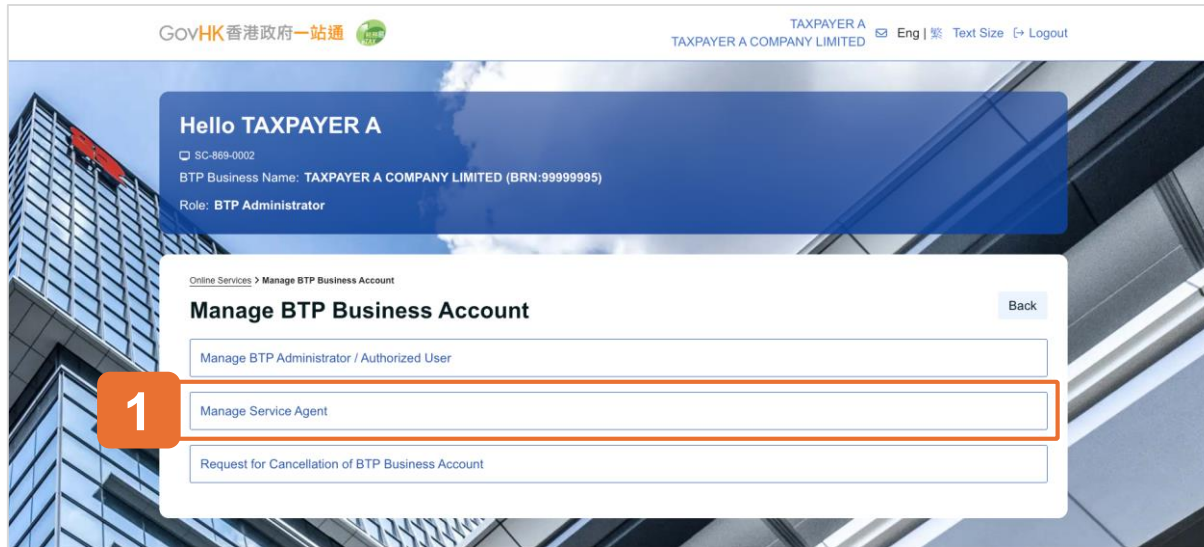 GovHK香港政府一站通
TAXPAYER A
TAXPAYER A COMPANY LIMITED
Eng | 繁 Text Size Logout
Hello TAXPAYER A
SC-869-0002
BTP Business Name: TAXPAYER A COMPANY LIMITED (BRN:99999995)
Role: BTP Administrator
Online Services > Manage BTP Business Account
Manage BTP Business Account
Back
Manage BTP Administrator / Authorized User
1
Manage Service Agent
Request for Cancellation of BTP Business Account